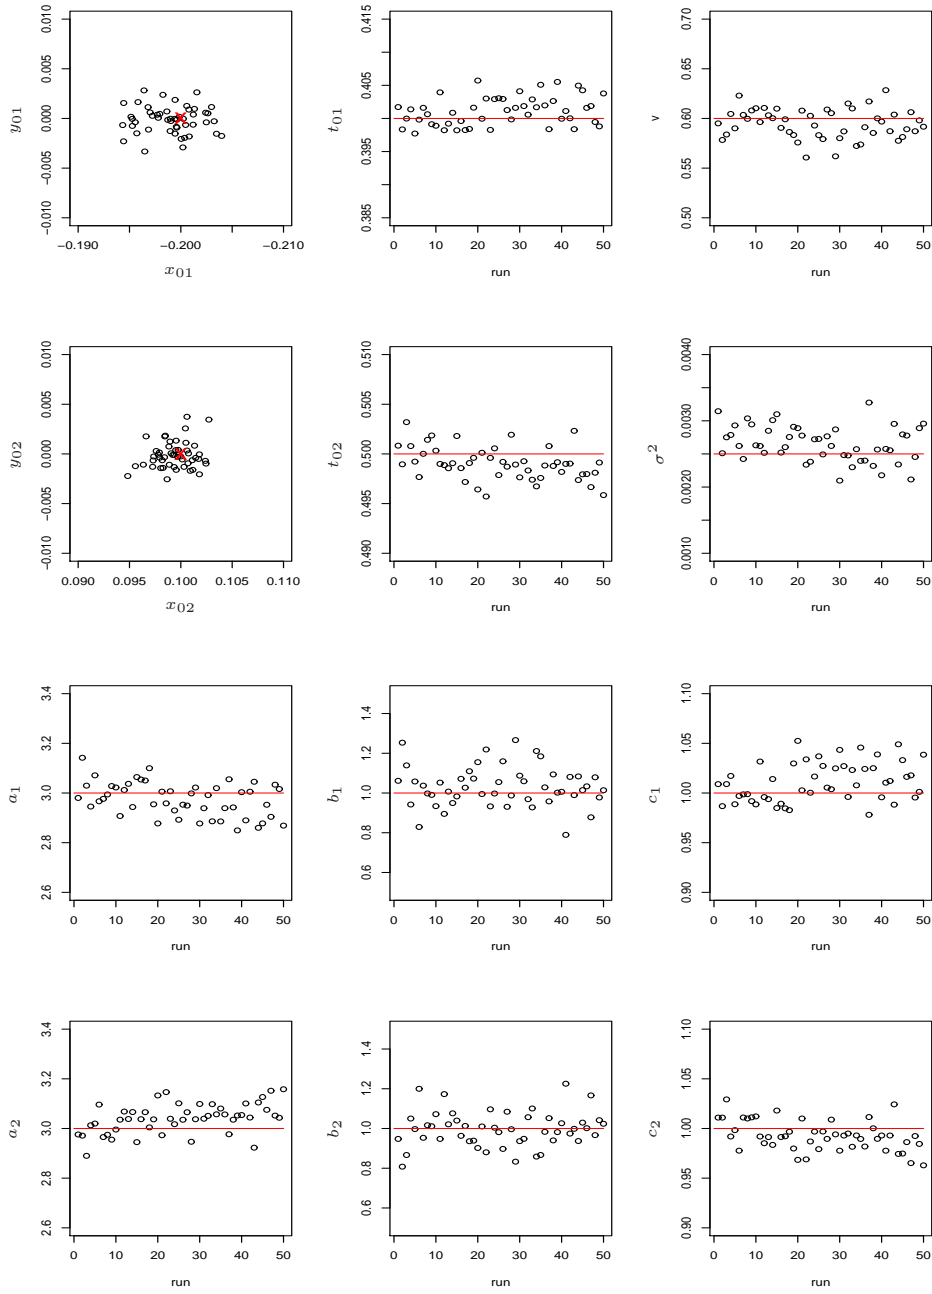 y01
−0.010 −0.005 0.000 0.005 0.010
−0.190 −0.200 −0.210
x01
t01
0.385 0.395 0.405 0.415
0 10 20 30 40 50
run
v
0.50 0.55 0.60 0.65 0.70
0 10 20 30 40 50
run
y02
−0.010 −0.005 0.000 0.005 0.010
0.090 0.095 0.100 0.105 0.110
x02
t02
0.490 0.495 0.500 0.505 0.510
0 10 20 30 40 50
run
σ2
0.0010 0.0020 0.0030 0.0040
0 10 20 30 40 50
run
a1
2.6 2.8 3.0 3.2 3.4
0 10 20 30 40 50
run
b1
0.6 0.8 1.0 1.2 1.4
0 10 20 30 40 50
run
c1
0.90 0.95 1.00 1.05 1.10
0 10 20 30 40 50
run
a2
2.6 2.8 3.0 3.2 3.4
0 10 20 30 40 50
run
b2
0.6 0.8 1.0 1.2 1.4
0 10 20 30 40 50
run
c2
0.90 0.95 1.00 1.05 1.10
0 10 20 30 40 50
run